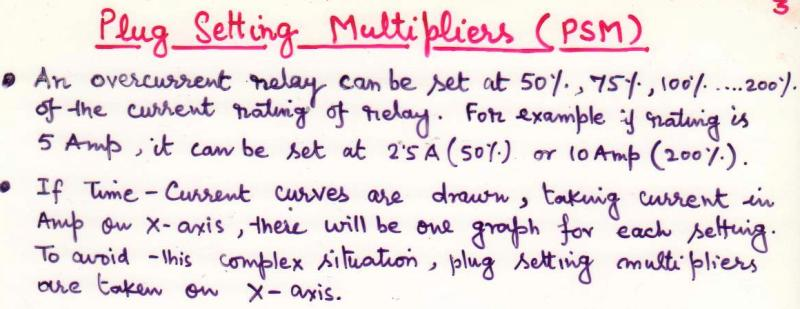 3
Plug Setting Multipliers (PSM)
• An overcurrent relay can be set at 50%, 75%, 100%.....200%.
of the current rating of relay. For example if rating is
5 Amp, it can be set at 2.5A (50%) or 10 Amp (200%).
• If Time-Current curves are drawn, taking current in
Amp on X-axis, there will be one graph for each setting.
To avoid this complex situation, plug setting multipliers
are taken on X-axis.